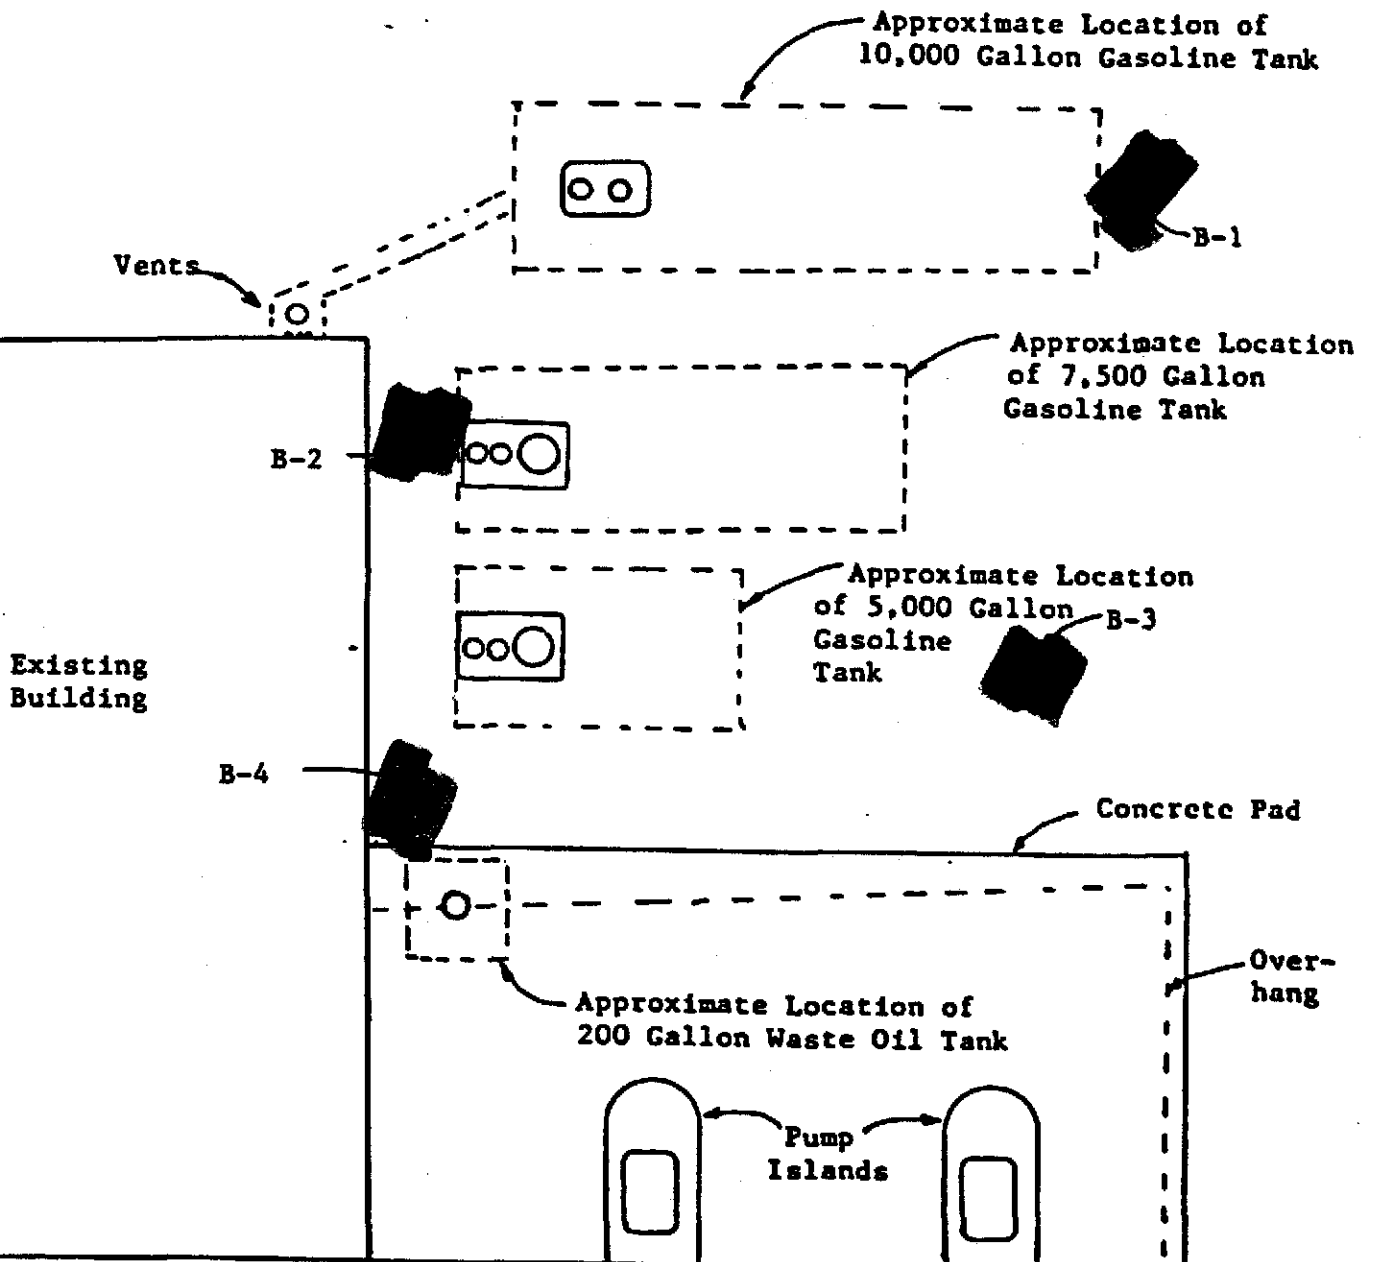 Approximate Location of
10,000 Gallon Gasoline Tank
B-1
Vents
Approximate Location
of 7,500 Gallon
Gasoline Tank
B-2
Approximate Location
of 5,000 Gallon
Gasoline
Tank
B-3
Existing
Building
B-4
Concrete Pad
Over-
hang
Approximate Location of
200 Gallon Waste Oil Tank
Pump
Islands